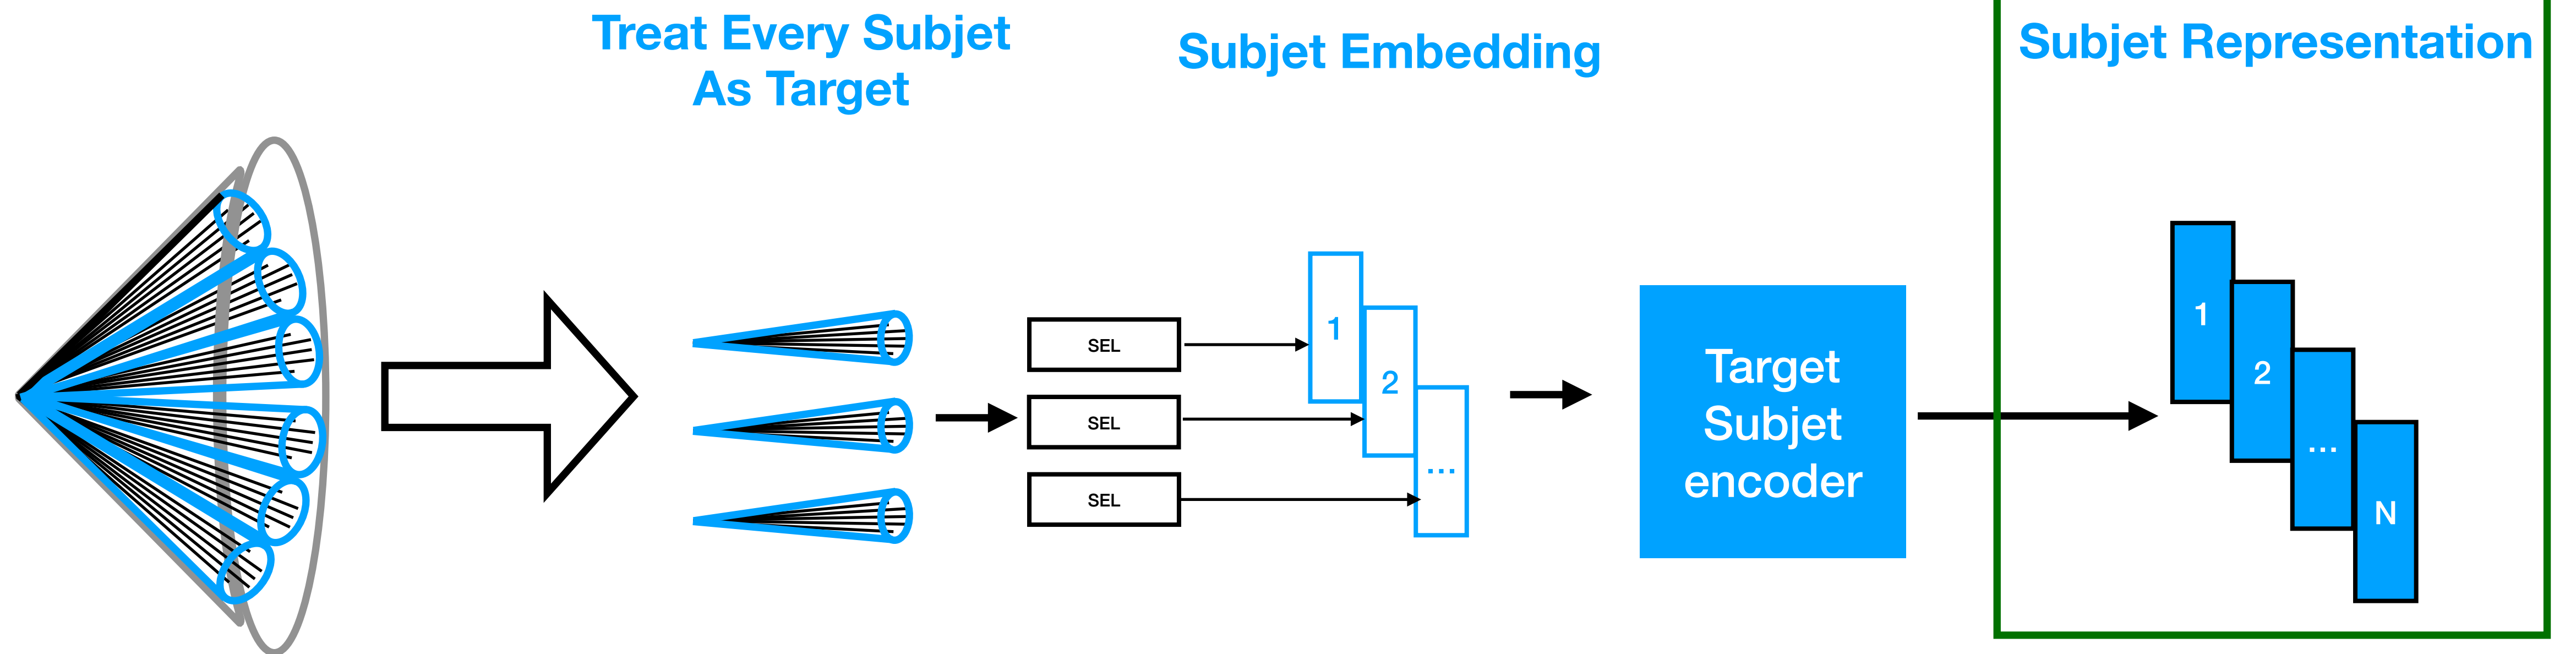 Treat Every Subjet
As Target
Subjet Embedding
Subjet Representation
SEL
SEL
SEL
1
2
...
Target
Subjet
encoder
1
2
...
N